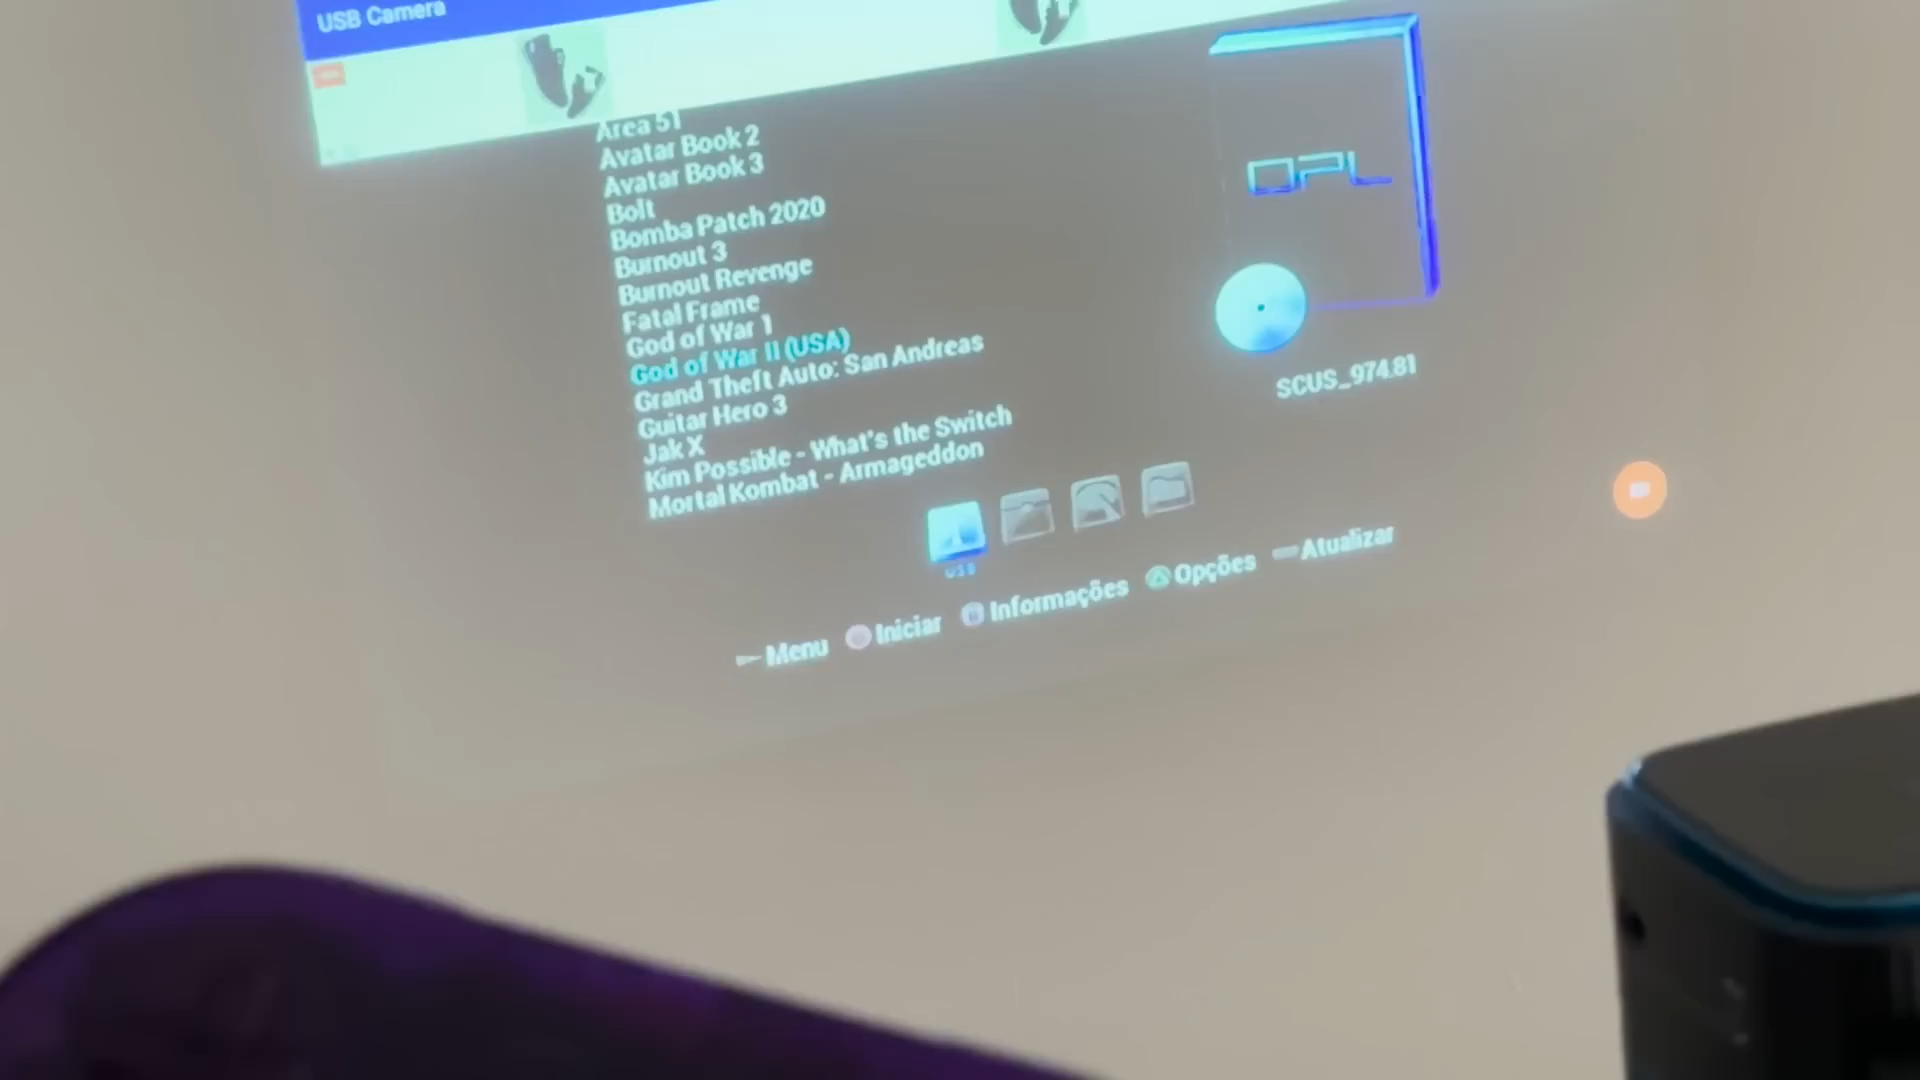 USB Camera
Area 51
Avatar Book 2
Avatar Book 3
Bolt
Bomba Patch 2020
Burnout 3
Burnout Revenge
Fatal Frame
God of War 1
God of War II (USA)
Grand Theft Auto: San Andreas
Guitar Hero 3
Jak X
Kim Possible - What's the Switch
Mortal Kombat - Armageddon
OPL
SCUS_974.81
USB
Menu Iniciar Informações Opções Atualizar